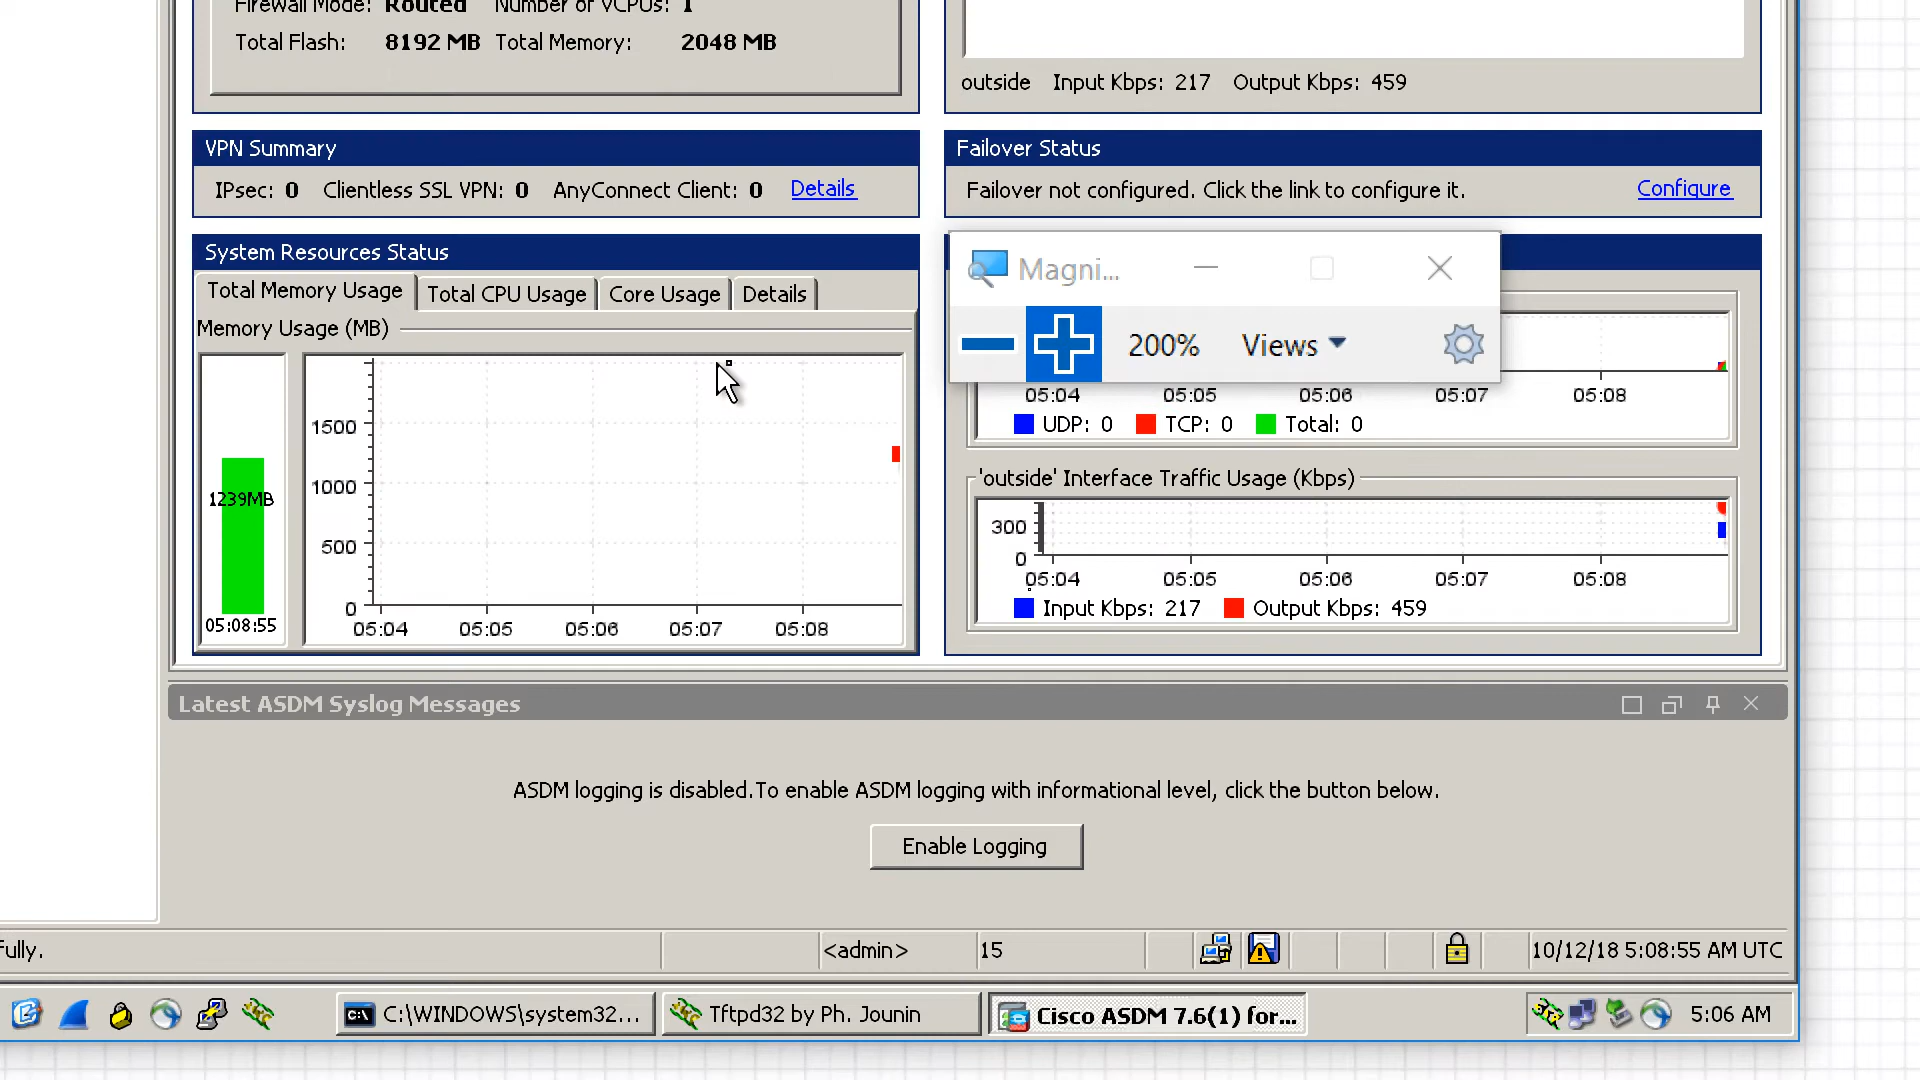 Firewall Mode: Routed Number of vCPUs: 1
Total Flash: 8192 MB Total Memory: 2048 MB
outside Input Kbps: 217 Output Kbps: 459
VPN Summary
IPsec: 0 Clientless SSL VPN: 0 AnyConnect Client: 0 Details
Failover Status
Failover not configured. Click the link to configure it. Configure
System Resources Status
Total Memory Usage Total CPU Usage Core Usage Details
Memory Usage (MB)
1239MB
05:08:55
1500
1000
500
0
05:04 05:05 05:06 05:07 05:08
Magni...
200% Views
05:04 05:05 05:06 05:07 05:08
UDP: 0 TCP: 0 Total: 0
'outside' Interface Traffic Usage (Kbps)
300
0
05:04 05:05 05:06 05:07 05:08
Input Kbps: 217 Output Kbps: 459
Latest ASDM Syslog Messages
ASDM logging is disabled.To enable ASDM logging with informational level, click the button below.
Enable Logging
fully. <admin> 15 10/12/18 5:08:55 AM UTC
C:\WINDOWS\system32... Tftpd32 by Ph. Jounin Cisco ASDM 7.6(1) for... 5:06 AM